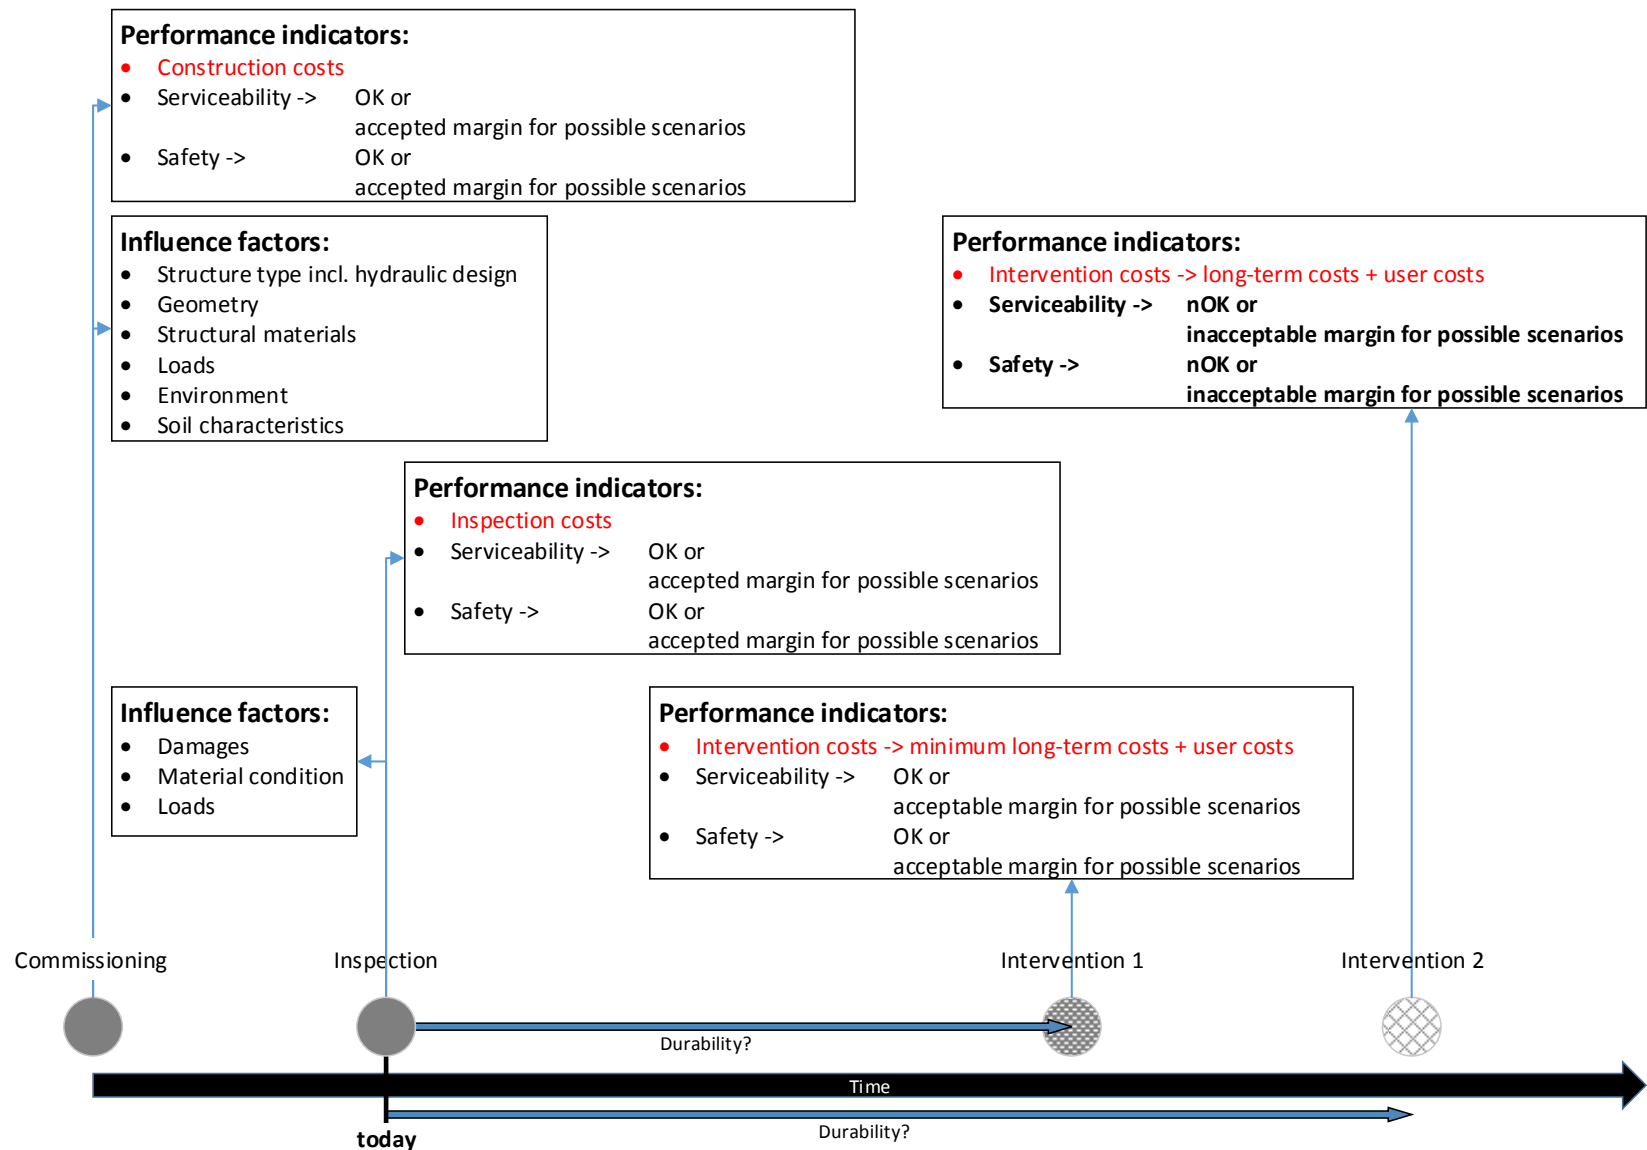 Performance indicators:
• Construction costs
• Serviceability -> OK or
accepted margin for possible scenarios
• Safety -> OK or
accepted margin for possible scenarios
Influence factors:
• Structure type incl. hydraulic design
• Geometry
• Structural materials
• Loads
• Environment
• Soil characteristics
Performance indicators:
• Intervention costs -> long-term costs + user costs
• Serviceability -> nOK or
inacceptable margin for possible scenarios
• Safety -> nOK or
inacceptable margin for possible scenarios
Performance indicators:
• Inspection costs
• Serviceability -> OK or
accepted margin for possible scenarios
• Safety -> OK or
accepted margin for possible scenarios
Influence factors:
• Damages
• Material condition
• Loads
Performance indicators:
• Intervention costs -> minimum long-term costs + user costs
• Serviceability -> OK or
acceptable margin for possible scenarios
• Safety -> OK or
acceptable margin for possible scenarios
Commissioning
Inspection
Intervention 1
Intervention 2
Durability?
Time
Durability?
today